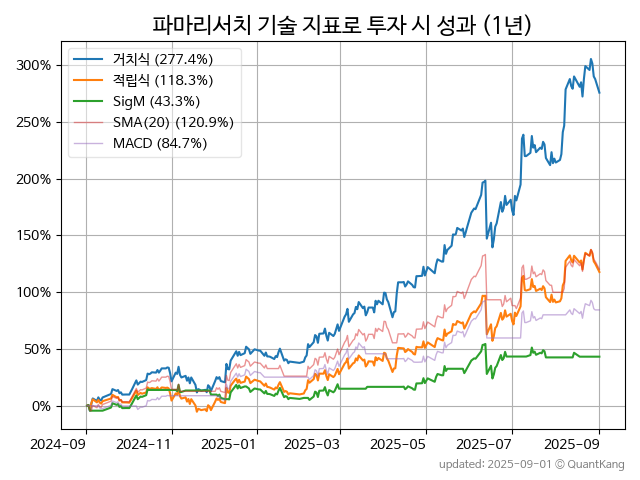 파마리서치 기술 지표로 투자 시 성과 (1년)
거치식 (277.4%)
적립식 (118.3%)
SigM (43.3%)
SMA(20) (120.9%)
MACD (84.7%)
300%
250%
200%
150%
100%
50%
0%
2024-09 2024-11 2025-01 2025-03 2025-05 2025-07 2025-09
updated: 2025-09-01 © QuantKang